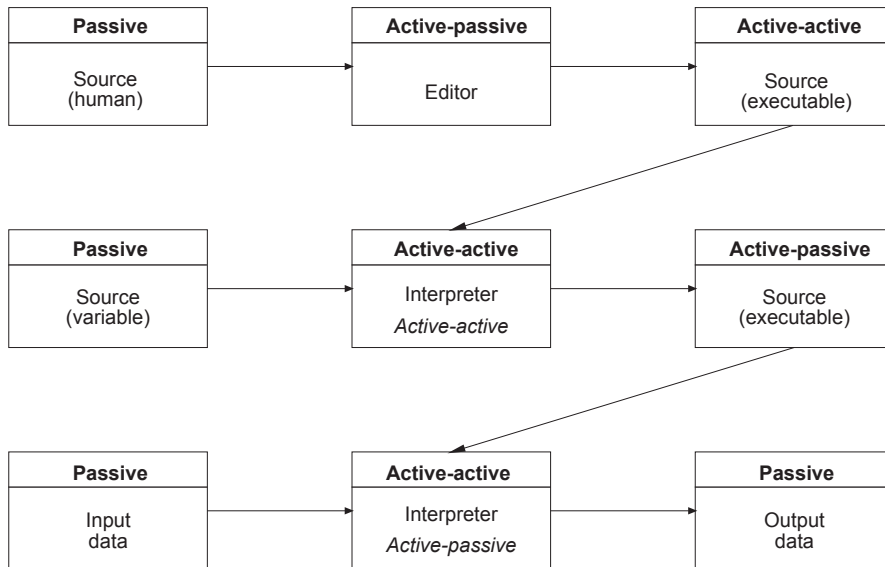 Passive
Source
(human)
Active-passive
Editor
Active-active
Source
(executable)
Passive
Source
(variable)
Active-active
Interpreter
Active-active
Active-passive
Source
(executable)
Passive
Input
data
Active-active
Interpreter
Active-passive
Passive
Output
data